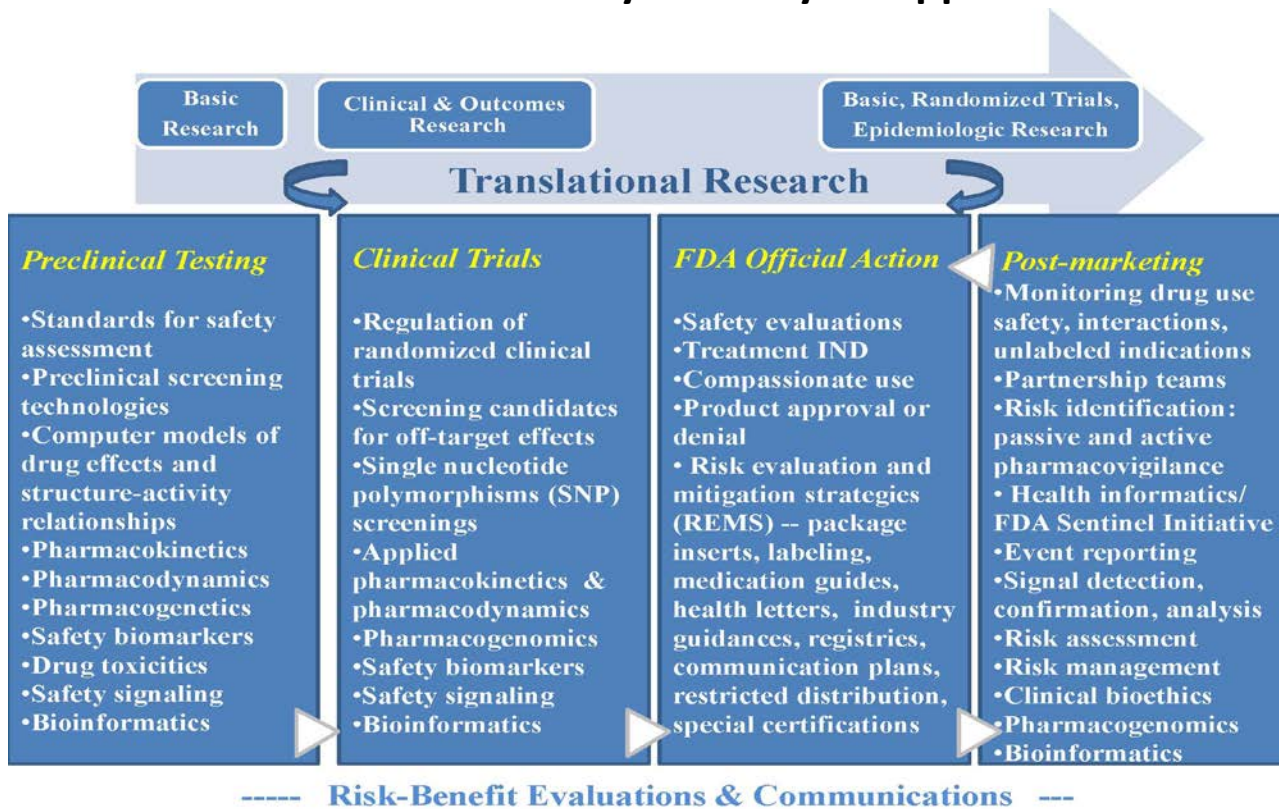 Basic
Research
Clinical & Outcomes
Research
Basic, Randomized Trials,
Epidemiologic Research
Translational Research
Preclinical Testing
•Standards for safety
assessment
•Preclinical screening
technologies
•Computer models of
drug effects and
structure-activity
relationships
•Pharmacokinetics
•Pharmacodynamics
•Pharmacogenetics
•Safety biomarkers
•Drug toxicities
•Safety signaling
•Bioinformatics
Clinical Trials
•Regulation of
randomized clinical
trials
•Screening candidates
for off-target effects
•Single nucleotide
polymorphisms (SNP)
screenings
•Applied
pharmacokinetics &
pharmacodynamics
•Pharmacogenomics
•Safety biomarkers
•Safety signaling
•Bioinformatics
FDA Official Action
•Safety evaluations
•Treatment IND
•Compassionate use
•Product approval or
denial
• Risk evaluation and
mitigation strategies
(REMS) -- package
inserts, labeling,
medication guides,
health letters, industry
guidances, registries,
communication plans,
restricted distribution,
special certifications
Post-marketing
•Monitoring drug use
safety, interactions,
unlabeled indications
•Partnership teams
•Risk identification:
passive and active
pharmacovigilance
• Health informatics/
FDA Sentinel Initiative
•Event reporting
•Signal detection,
confirmation, analysis
•Risk assessment
•Risk management
•Clinical bioethics
•Pharmacogenomics
•Bioinformatics
----- Risk-Benefit Evaluations & Communications ---